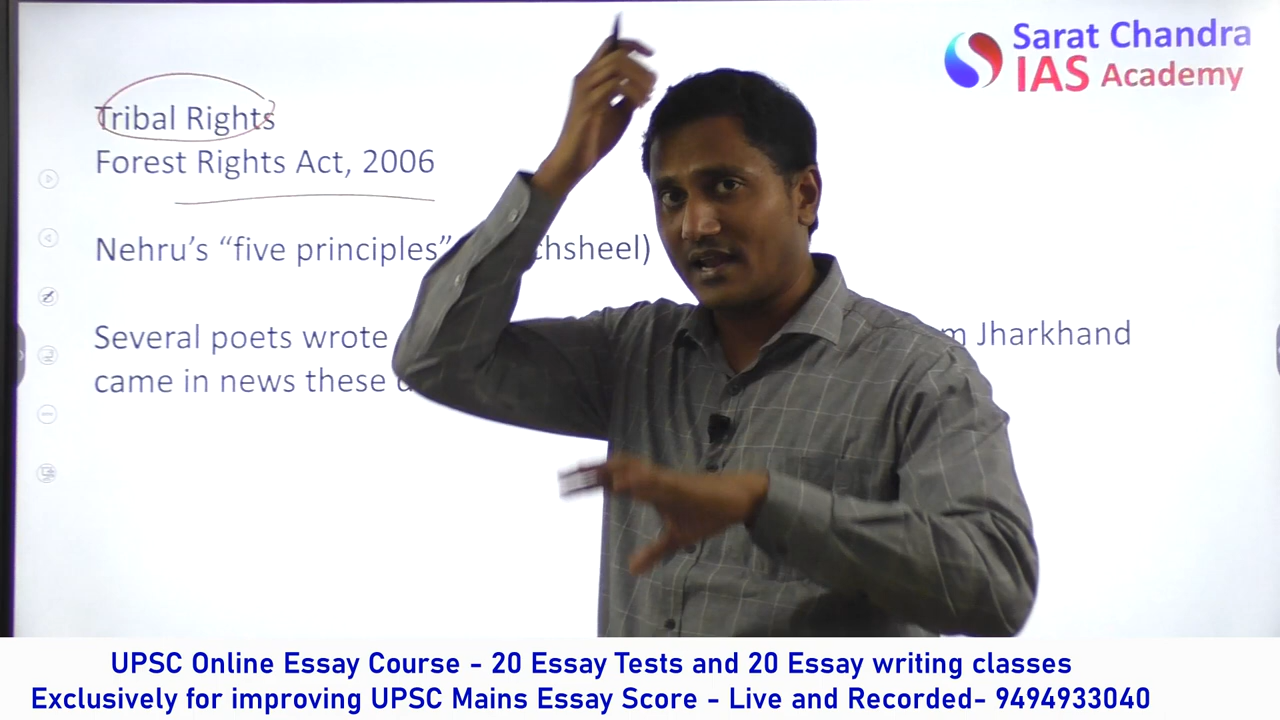 Sarat Chandra
IAS Academy
Tribal Rights
Forest Rights Act, 2006
Nehru's “five principles” chsheel)
Several poets wrote m Jharkhand
came in news these
UPSC Online Essay Course - 20 Essay Tests and 20 Essay writing classes
Exclusively for improving UPSC Mains Essay Score - Live and Recorded- 9494933040